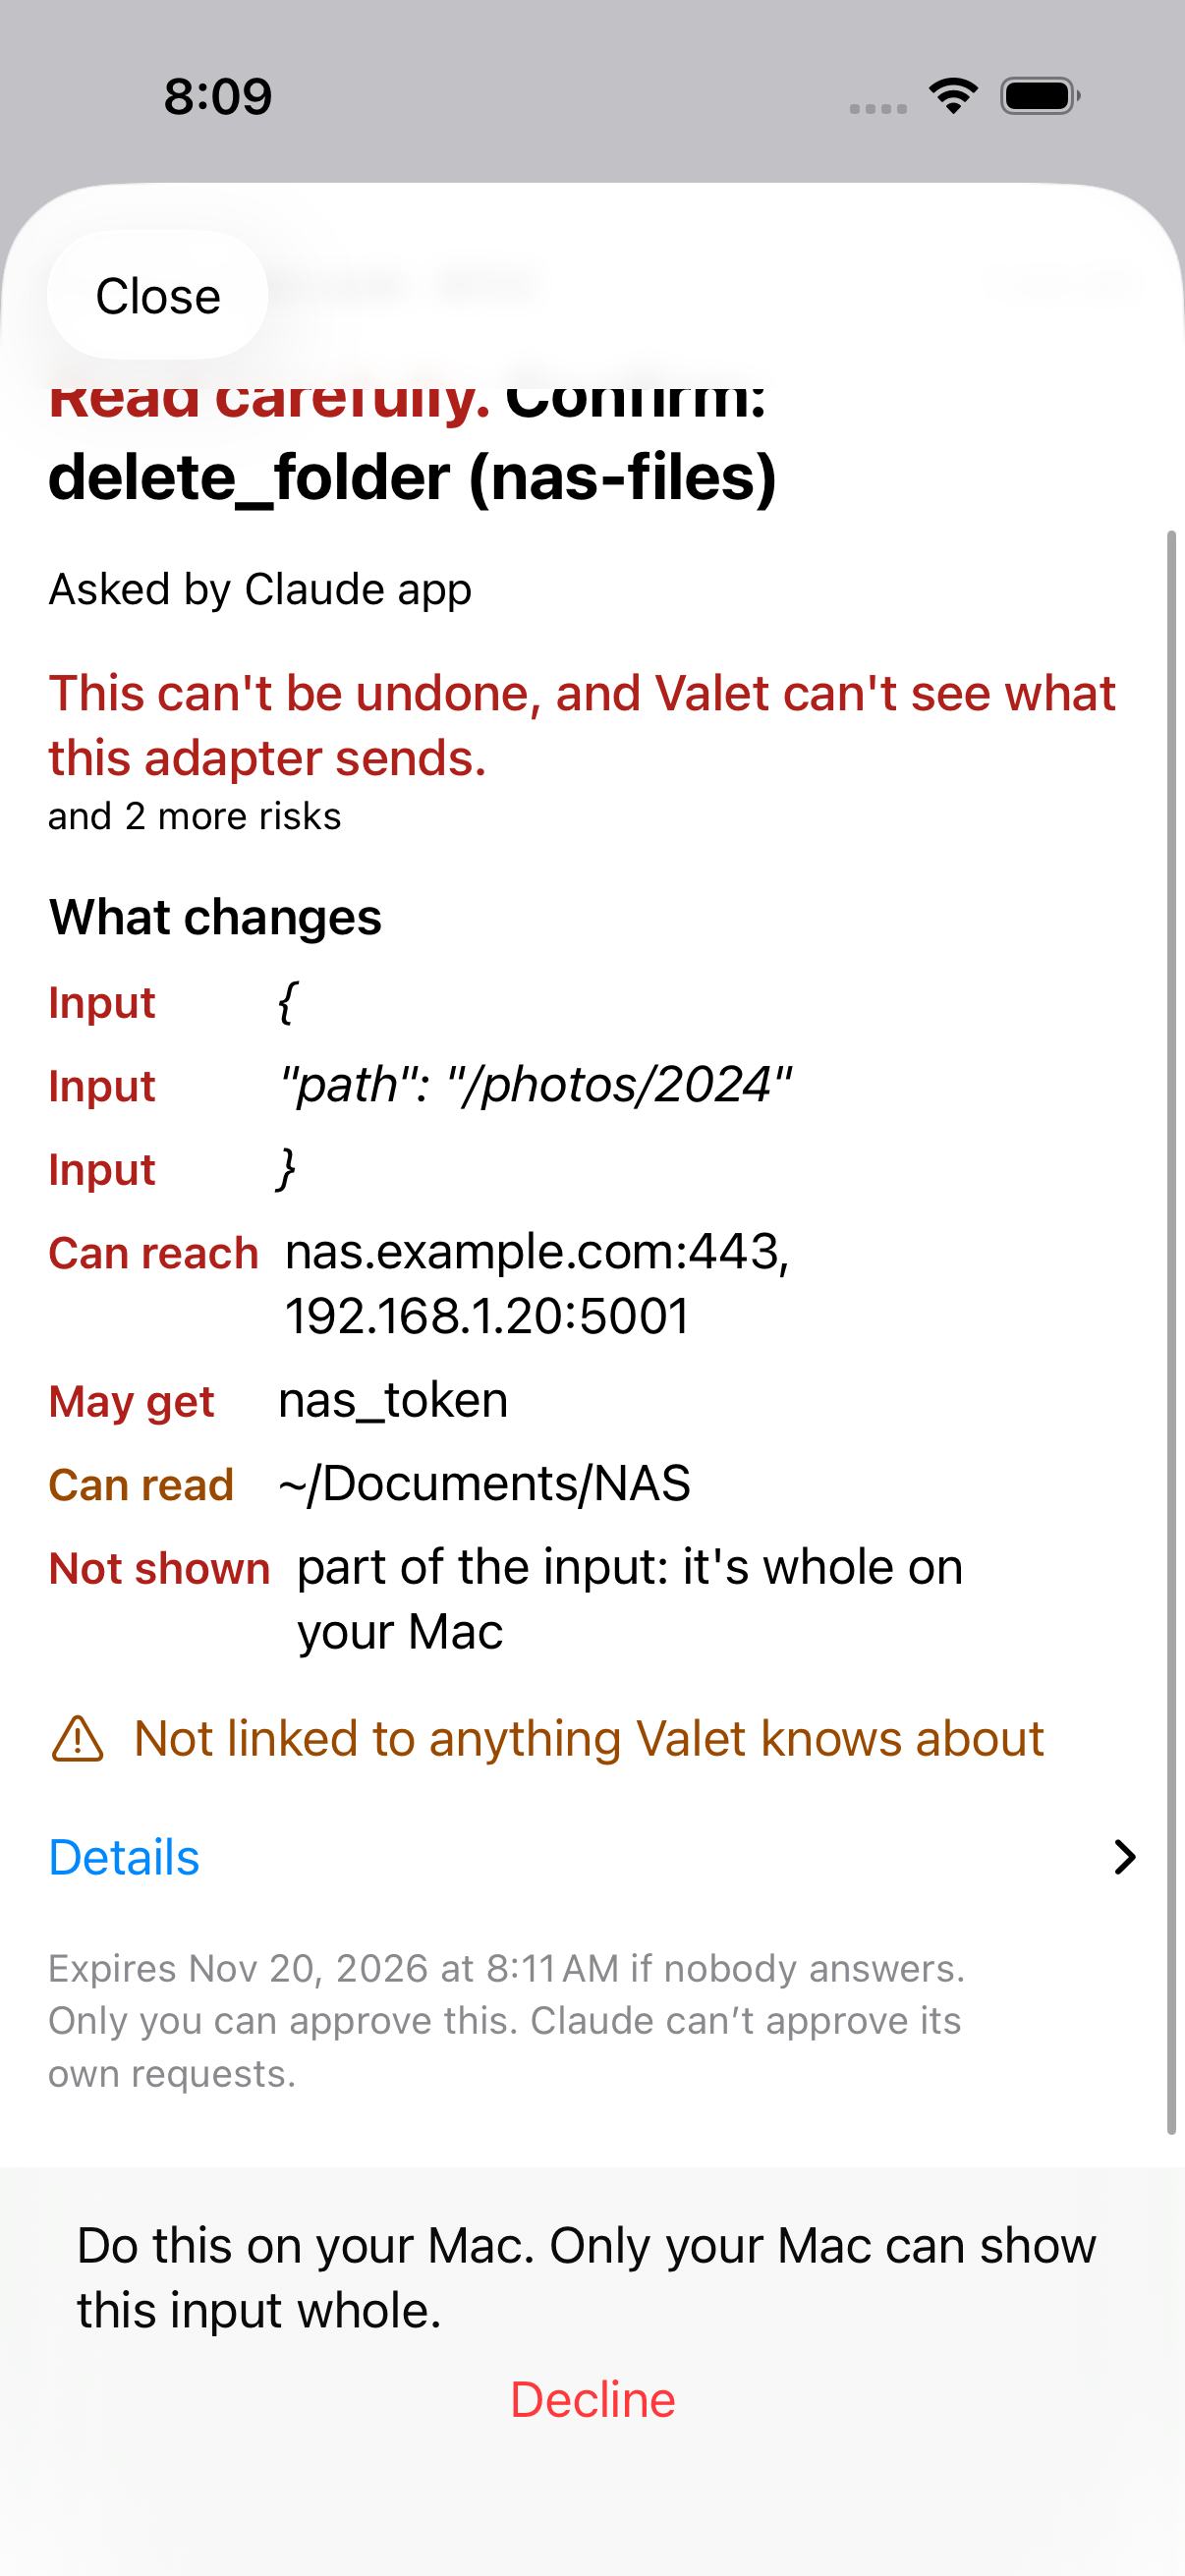 8:09
Close
Read carefully. Confirm:
delete_folder (nas-files)
Asked by Claude app
This can't be undone, and Valet can't see what
this adapter sends.
and 2 more risks
What changes
Input {
Input "path": "/photos/2024"
Input }
Can reach nas.example.com:443,
192.168.1.20:5001
May get nas_token
Can read ~/Documents/NAS
Not shown part of the input: it's whole on
your Mac
Not linked to anything Valet knows about
Details
Expires Nov 20, 2026 at 8:11 AM if nobody answers.
Only you can approve this. Claude can’t approve its
own requests.
Do this on your Mac. Only your Mac can show
this input whole.
Decline